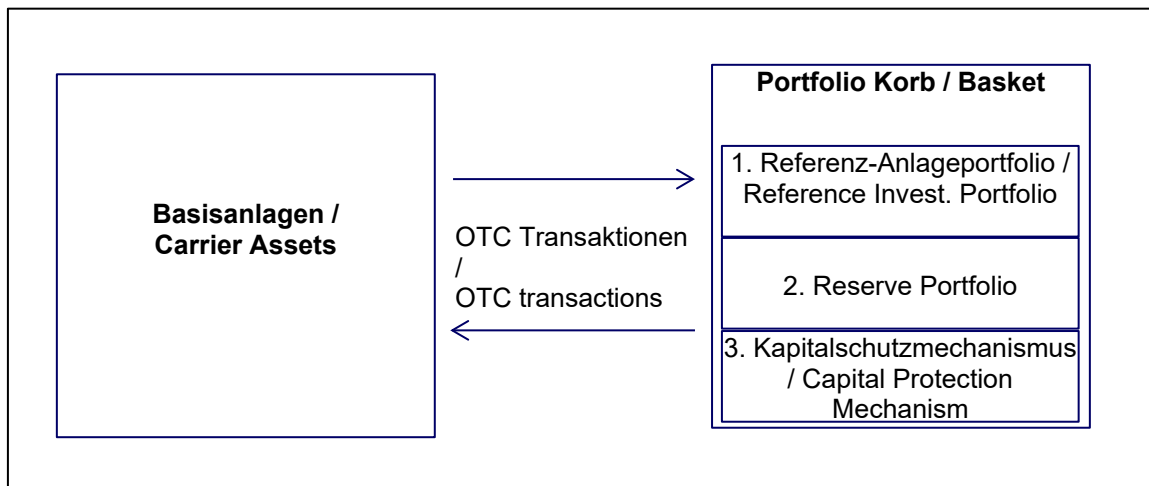 Basisanlagen /
Carrier Assets
OTC Transaktionen
/
OTC transactions
Portfolio Korb / Basket
1. Referenz-Anlageportfolio /
Reference Invest. Portfolio
2. Reserve Portfolio
3. Kapitalschutzmechanismus
/ Capital Protection
Mechanism